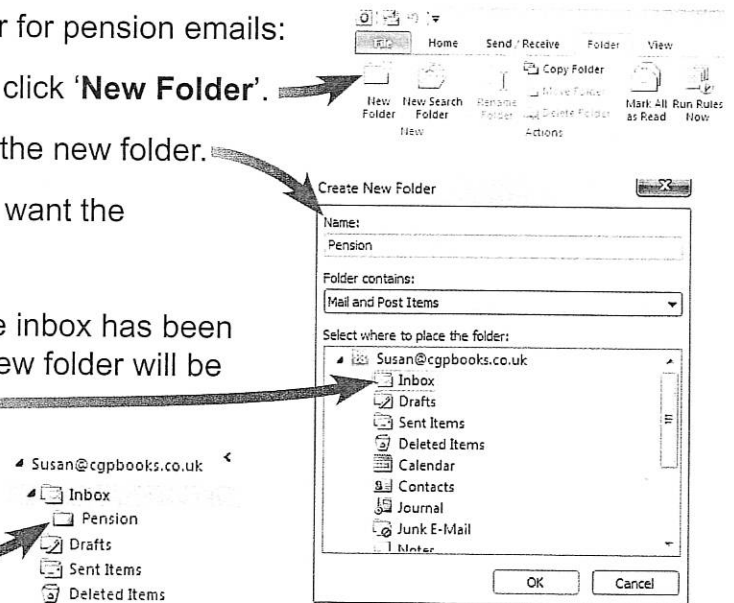 r for pension emails:
click 'New Folder'.
the new folder.
want the
e inbox has been
ew folder will be
File Home Send / Receive Folder View
New Folder
New Search Folder
Rename Folder
Copy Folder
Move Folder
Delete Folder
Mark All as Read
Run Rules Now
New Actions
Create New Folder
Name:
Pension
Folder contains:
Mail and Post Items
Select where to place the folder:
Susan@cgpbooks.co.uk
Inbox
Drafts
Sent Items
Deleted Items
Calendar
Contacts
Journal
Junk E-Mail
OK Cancel
Susan@cgpbooks.co.uk
Inbox
Pension
Drafts
Sent Items
Deleted Items